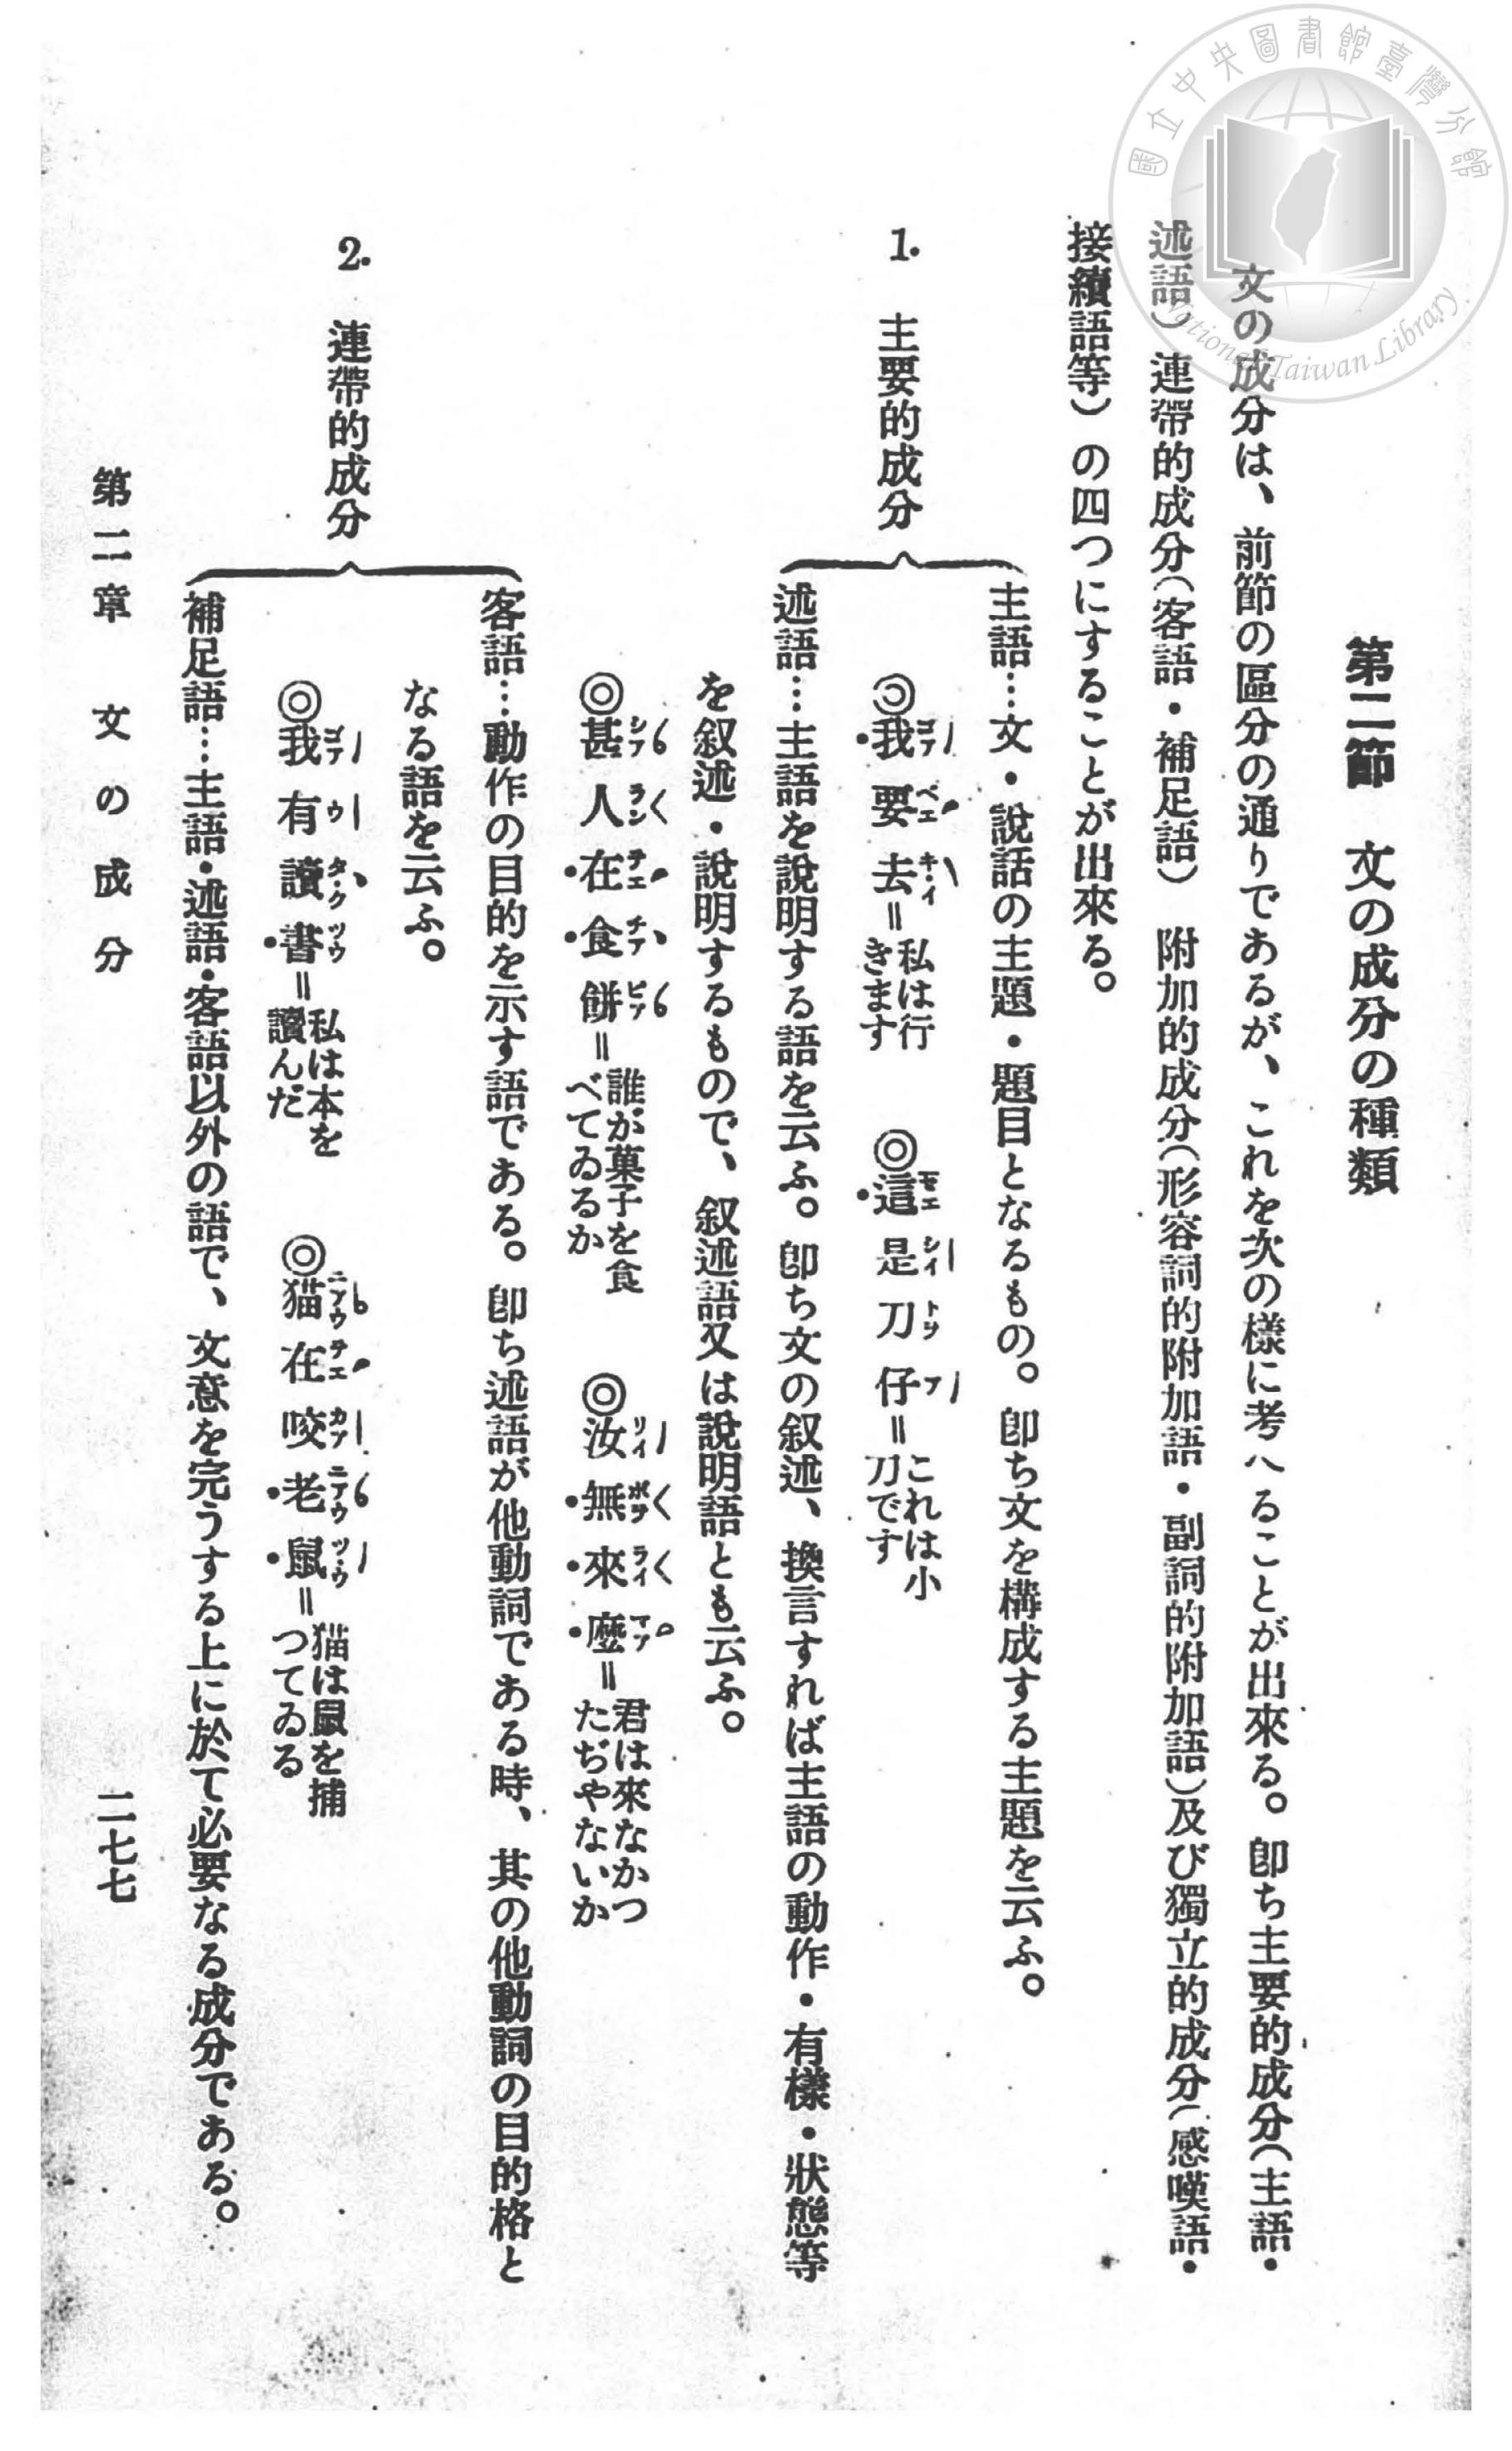 國立中央圖書館臺灣分館
National Taiwan Library
第二節　文の成分の種類
文の成分は、前節の區分の通りであるが、これを次の樣に考へることが出來る。卽ち主要的成分(主語・
述語)連帶的成分(客語・補足語)　附加的成分(形容詞的附加語・副詞的附加語)及び獨立的成分(感嘆語・
接續語等)の四つにすることが出來る。
1.　主要的成分
主語…文・說話の主題・題目となるもの。卽ち文を構成する主題を云ふ。
◎我要去＝私は行きます　◎這是刀仔＝これは小刀です
述語…主語を說明する語を云ふ。卽ち文の叙述、換言すれば主語の動作・有樣・狀態等
を叙述・說明するもので、叙述語又は說明語とも云ふ。
◎甚人在食餅＝誰が菓子を食べてゐるか　◎汝無來麼＝君は來なかつたぢやないか
2.　連帶的成分
客語…動作の目的を示す語である。卽ち述語が他動詞である時、其の他動詞の目的格と
なる語を云ふ。
◎我有讀書＝私は本を讀んだ　◎猫在咬老鼠＝猫は鼠を捕つてゐる
補足語…主語・述語・客語以外の語で、文意を完うする上に於て必要なる成分である。
第二章　文の成分　二七七